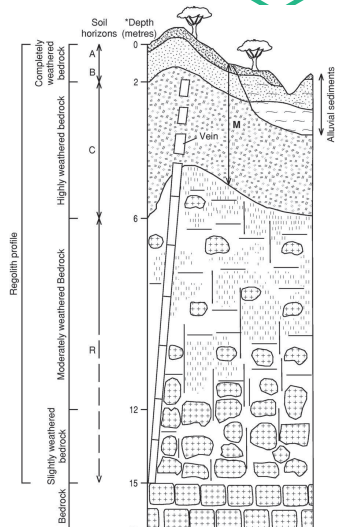 Soil
horizons
*Depth
(metres)
Regolith profile
Completely
weathered
bedrock
Highly weathered bedrock
Moderately weathered Bedrock
Slightly weathered
bedrock
Bedrock
A
B
C
R
0
2
6
12
15
Vein
M
Alluvial sediments